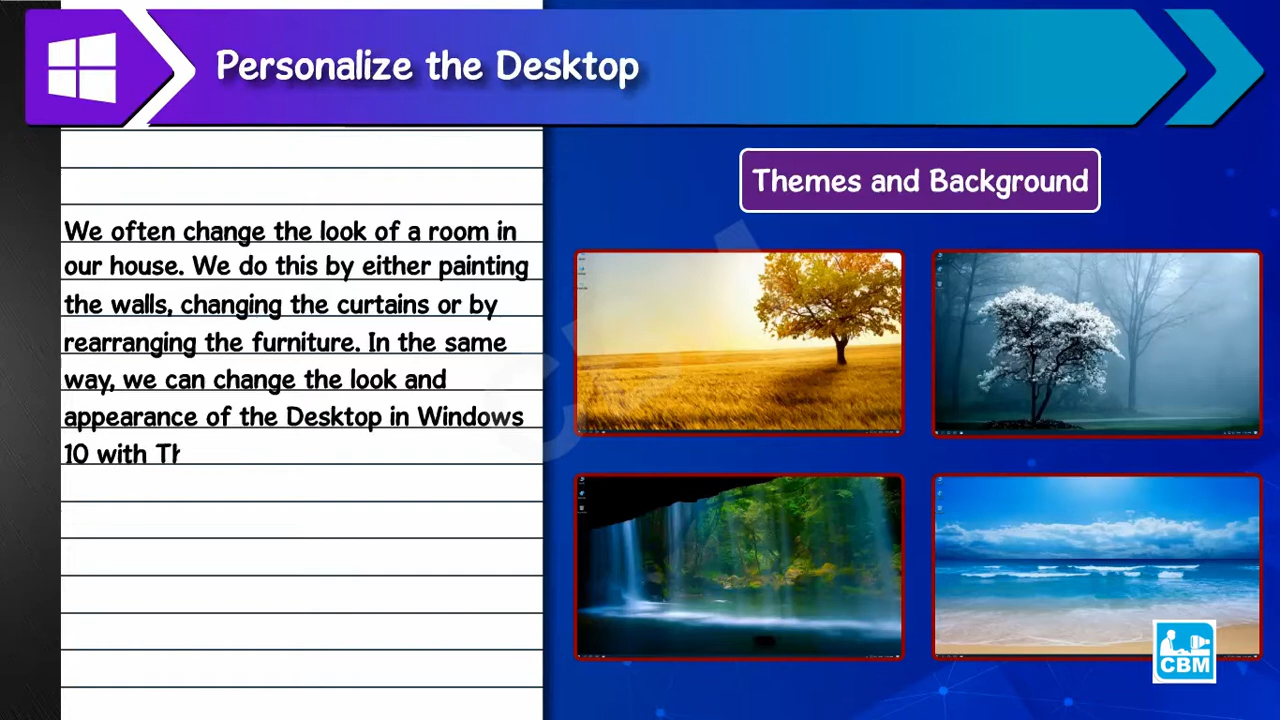 Personalize the Desktop
Themes and Background
We often change the look of a room in
our house. We do this by either painting
the walls, changing the curtains or by
rearranging the furniture. In the same
way, we can change the look and
appearance of the Desktop in Windows
10 with Th
CBM
CBM